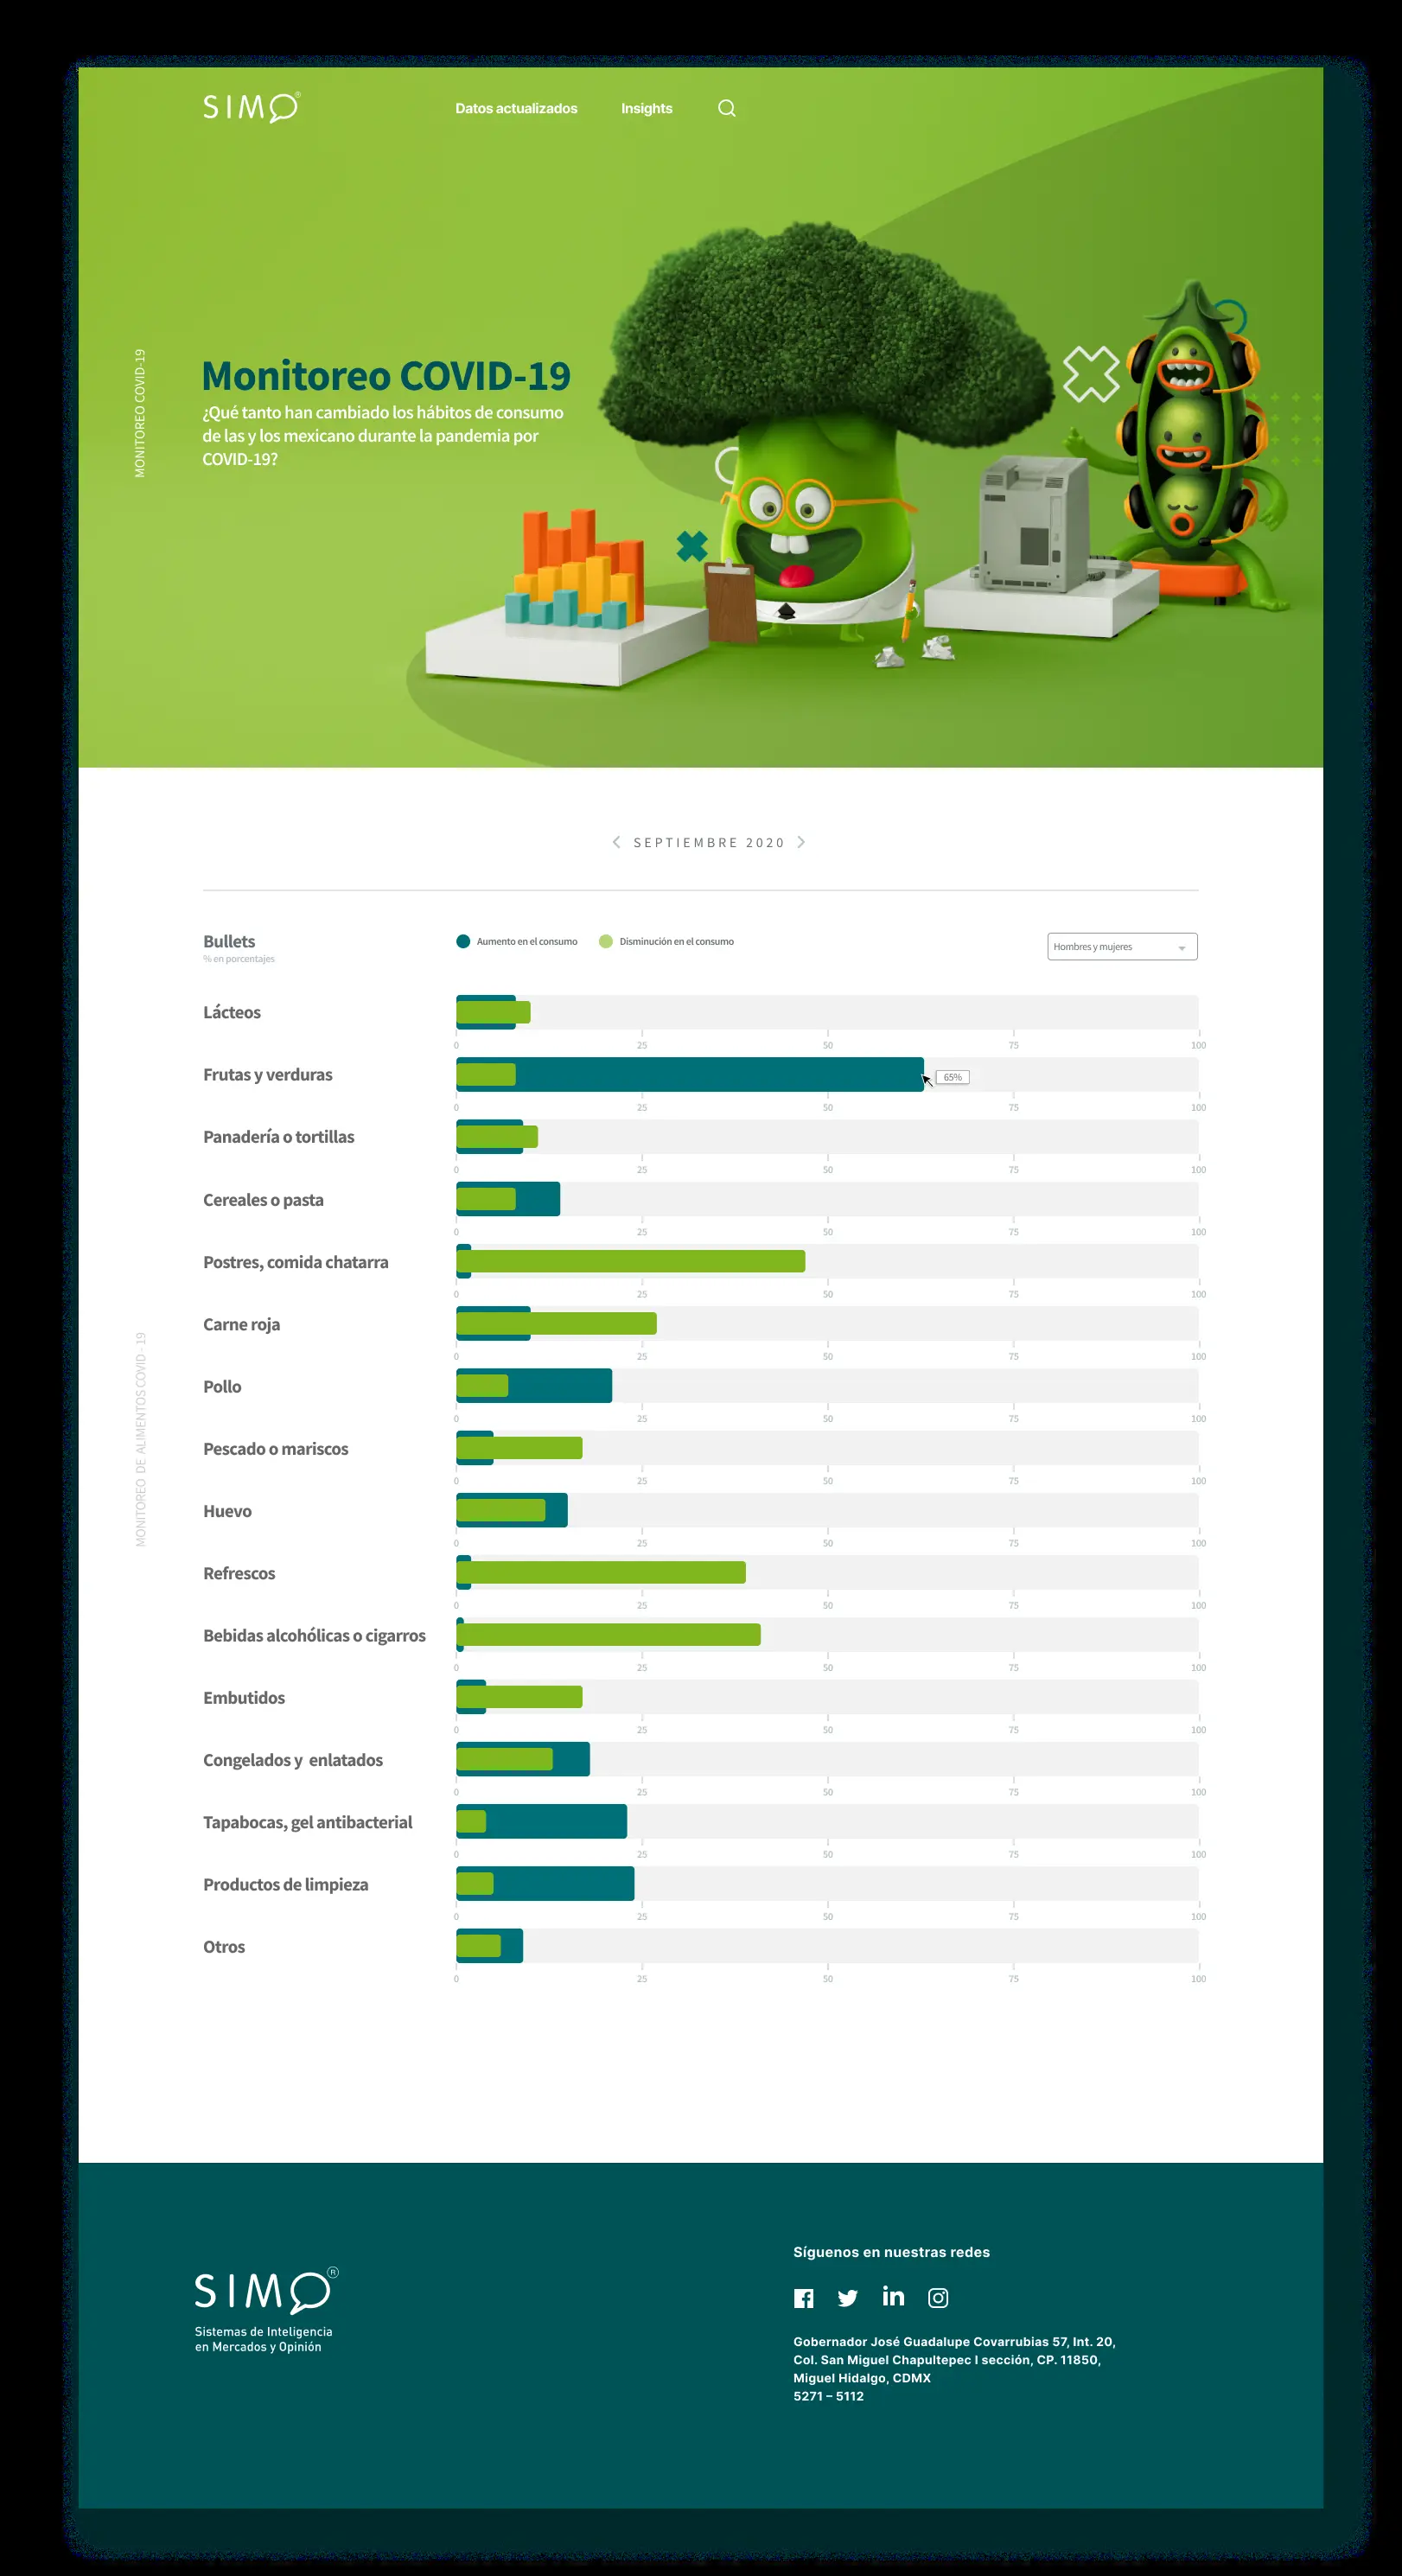 SIMO®
Datos actualizados
Insights
MONITOREO COVID-19
Monitoreo COVID-19
¿Qué tanto han cambiado los hábitos de consumo
de las y los mexicano durante la pandemia por
COVID-19?
SEPTIEMBRE 2020
Bullets
% en porcentajes
Aumento en el consumo
Disminución en el consumo
Hombres y mujeres
MONITOREO DE ALIMENTOS COVID - 19
Lácteos
0 25 50 75 100
Frutas y verduras
65%
0 25 50 75 100
Panadería o tortillas
0 25 50 75 100
Cereales o pasta
0 25 50 75 100
Postres, comida chatarra
0 25 50 75 100
Carne roja
0 25 50 75 100
Pollo
0 25 50 75 100
Pescado o mariscos
0 25 50 75 100
Huevo
0 25 50 75 100
Refrescos
0 25 50 75 100
Bebidas alcohólicas o cigarros
0 25 50 75 100
Embutidos
0 25 50 75 100
Congelados y enlatados
0 25 50 75 100
Tapabocas, gel antibacterial
0 25 50 75 100
Productos de limpieza
0 25 50 75 100
Otros
0 25 50 75 100
SIMO®
Sistemas de Inteligencia
en Mercados y Opinión
Síguenos en nuestras redes
Gobernador José Guadalupe Covarrubias 57, Int. 20,
Col. San Miguel Chapultepec I sección, CP. 11850,
Miguel Hidalgo, CDMX
5271 – 5112